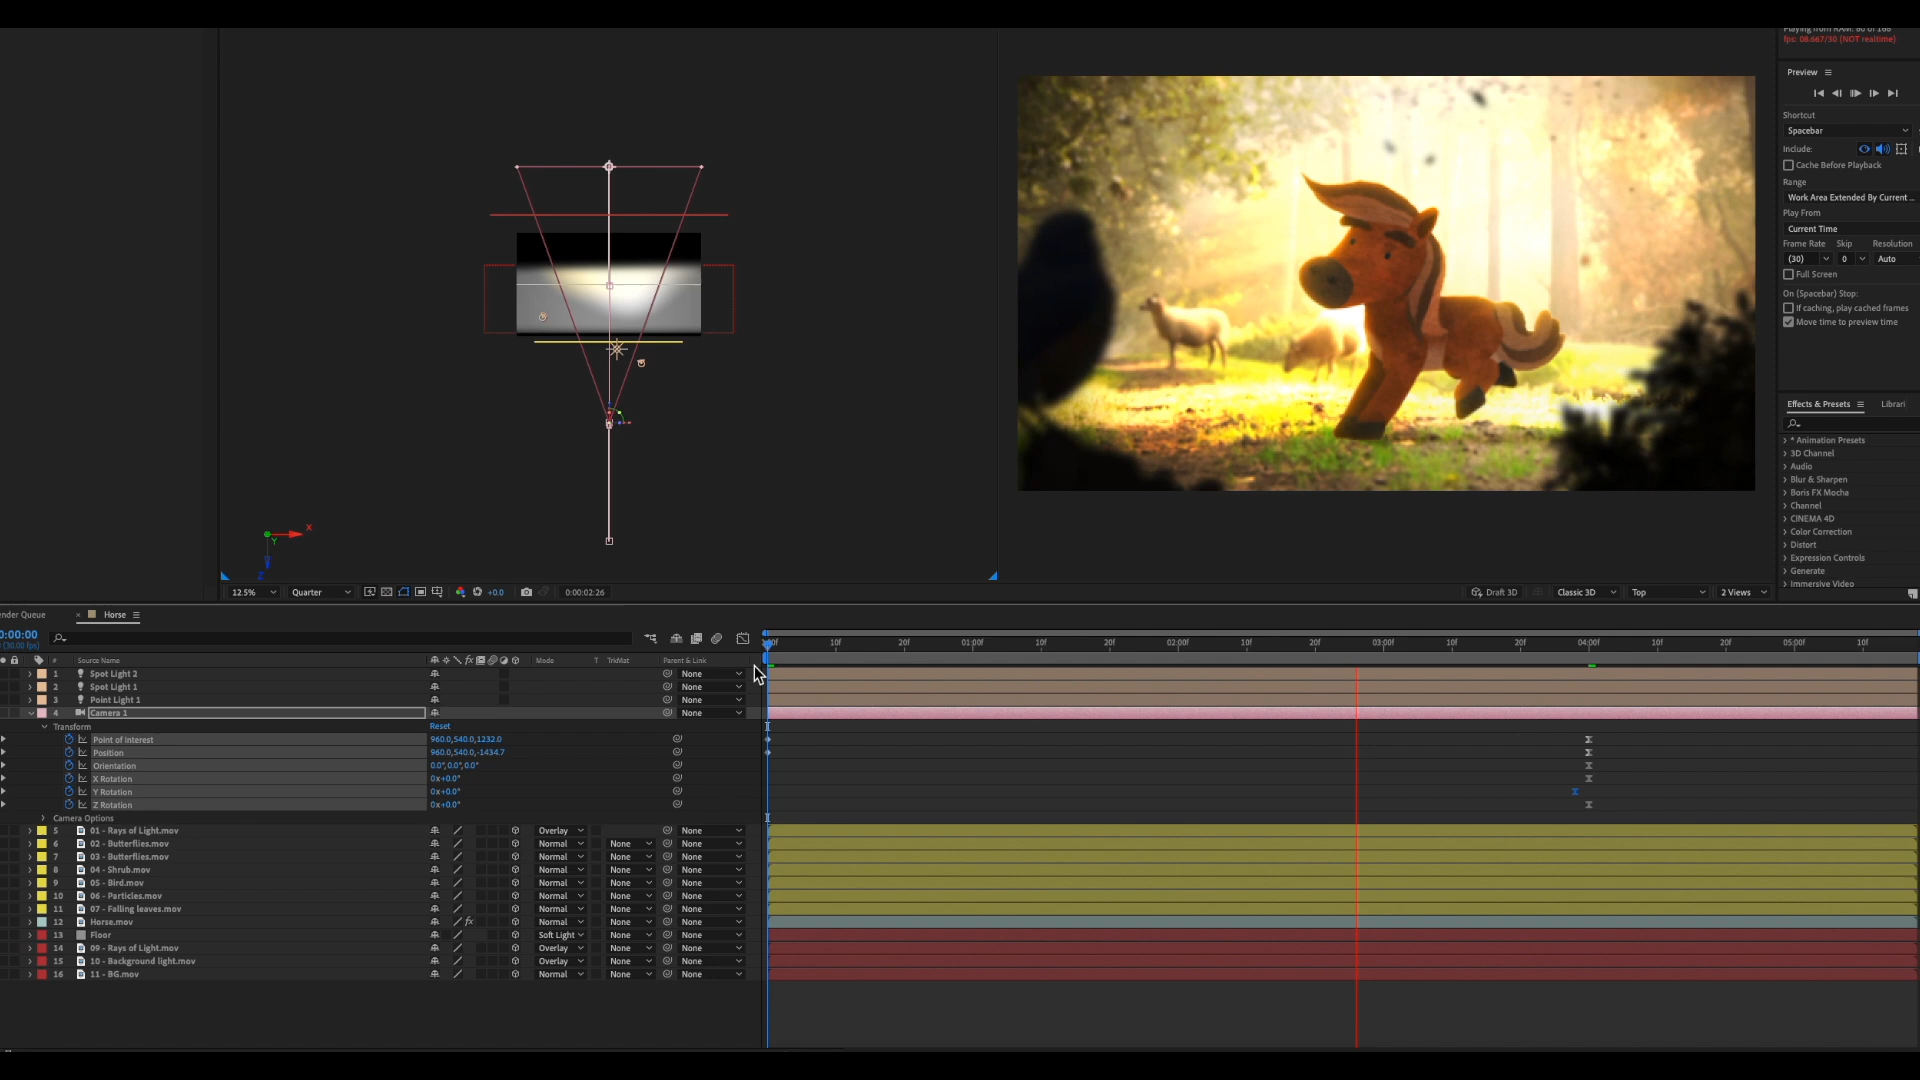 Playing from RAM: 80 of 168
fps: 08.667/30 (NOT realtime)
Preview
Shortcut
Spacebar
Include:
Cache Before Playback
Range
Work Area Extended By Current ...
Play From
Current Time
Frame Rate Skip Resolution
(30) 0 Auto
Full Screen
On (Spacebar) Stop:
If caching, play cached frames
Move time to preview time
Effects & Presets Librari
* Animation Presets
3D Channel
Audio
Blur & Sharpen
Boris FX Mocha
Channel
CINEMA 4D
Color Correction
Distort
Expression Controls
Generate
Immersive Video
X
Y
Z
12.5% Quarter +0.0 0:00:02:26
Draft 3D Classic 3D Top 2 Views
nder Queue × Horse
0:00:00
(30.00 fps)
:00f 10f 20f 01:00f 10f 20f 02:00f 10f 20f 03:00f 10f 20f 04:00f 10f 20f 05:00f 10f
# Source Name fx Mode T TrkMat Parent & Link
1 Spot Light 2 None
2 Spot Light 1 None
3 Point Light 1 None
4 Camera 1 None
Transform Reset
Point of Interest 960.0,540.0,1232.0
Position 960.0,540.0,-1434.7
Orientation 0.0°,0.0°,0.0°
X Rotation 0x+0.0°
Y Rotation 0x+0.0°
Z Rotation 0x+0.0°
Camera Options
5 01 - Rays of Light.mov Overlay None
6 02 - Butterflies.mov Normal None None
7 03 - Butterflies.mov Normal None None
8 04 - Shrub.mov Normal None None
9 05 - Bird.mov Normal None None
10 06 - Particles.mov Normal None None
11 07 - Falling leaves.mov Normal None None
12 Horse.mov fx Normal None None
13 Floor Soft Light None None
14 09 - Rays of Light.mov Overlay None None
15 10 - Background light.mov Overlay None None
16 11 - BG.mov Normal None None